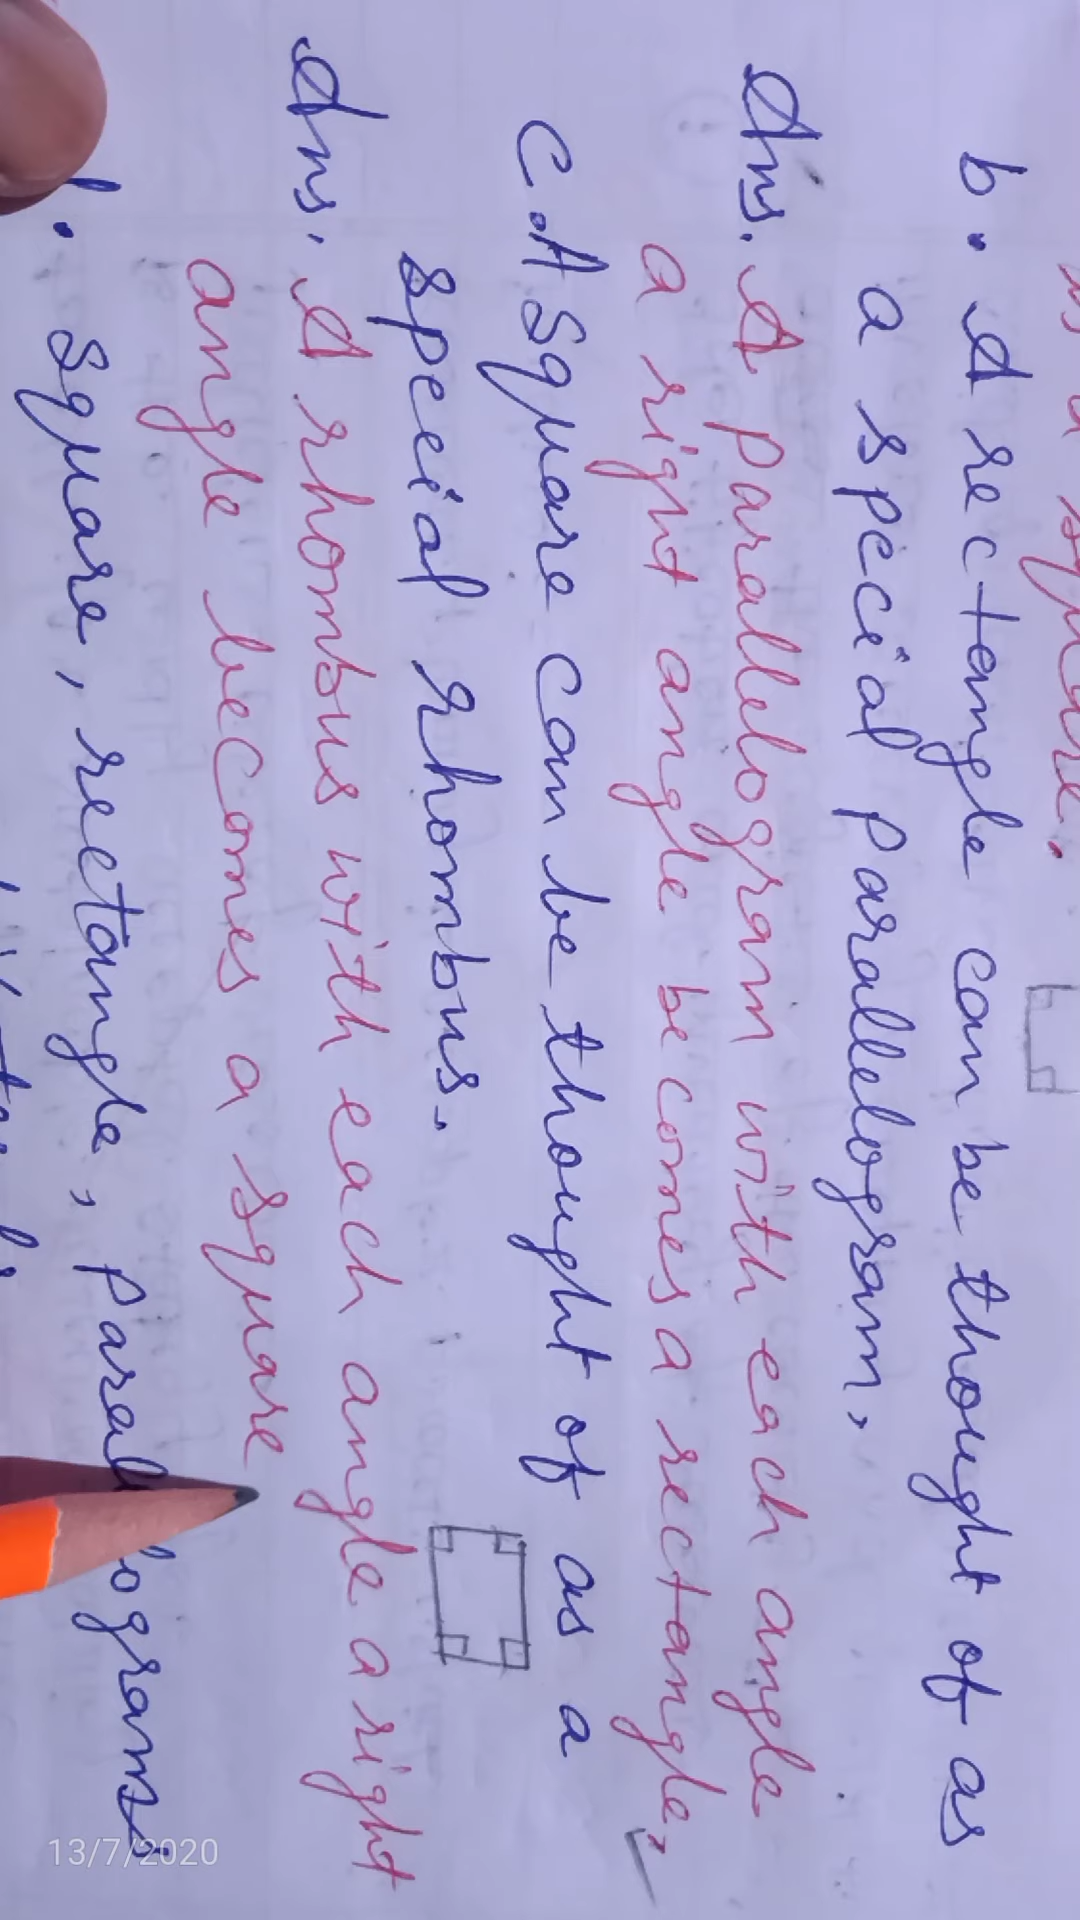 is a square.
b. A rectangle can be thought of as
a special parallelogram.
Ans. A parallelogram with each angle
a right angle becomes a rectangle.
c. A Square can be thought of as a
special rhombus.
Ans. A rhombus with each angle a right
angle becomes a square
Square, rectangle, parallelograms
13/7/2020